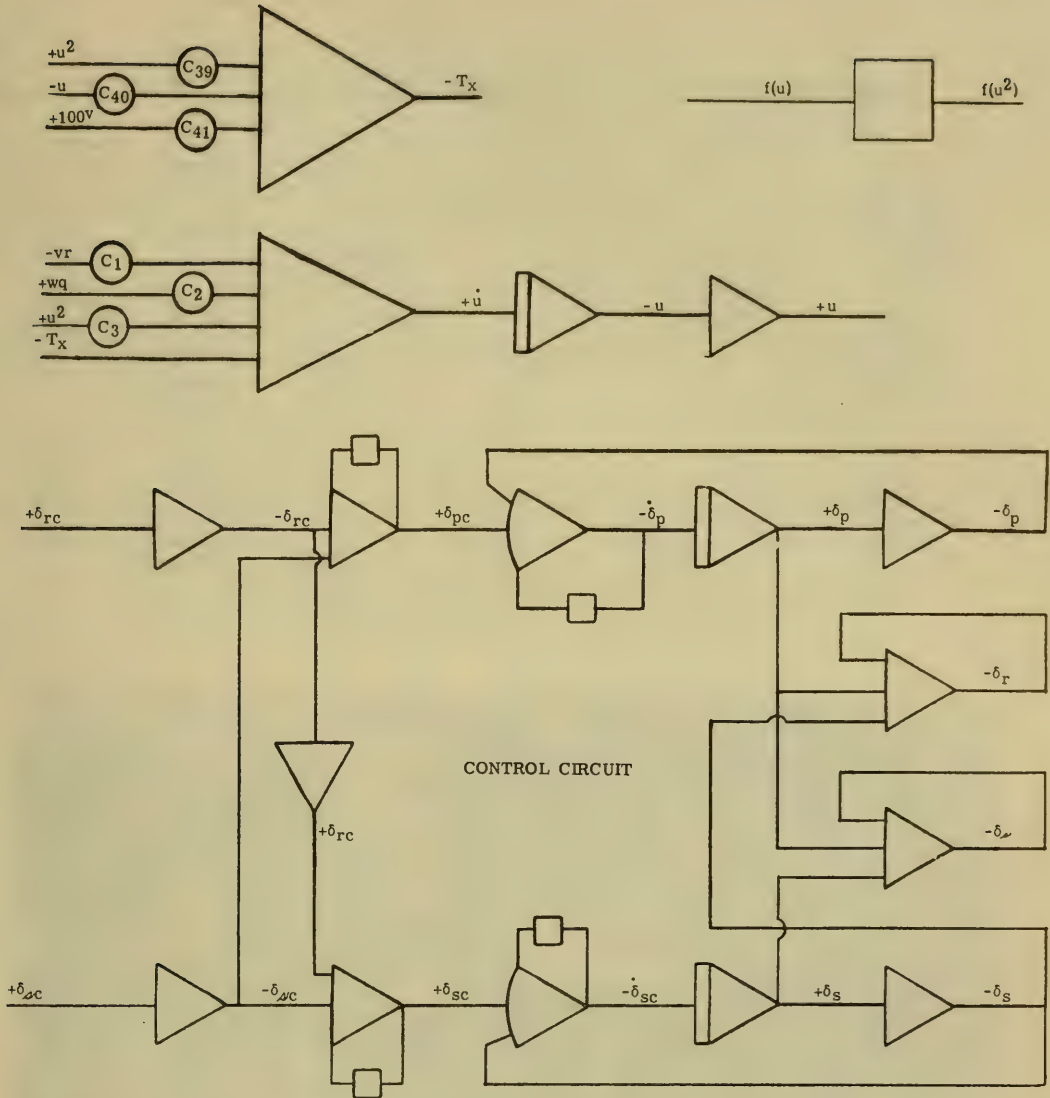 +u²
C₃₉
-u
C₄₀
+100ᵛ
C₄₁
- Tₓ
f(u)
f(u²)
-vr
C₁
+wq
C₂
+u²
C₃
- Tₓ
+u̇
-u
+u
+δrc
-δrc
+δpc
-δ̇p
+δp
-δp
-δr
CONTROL CIRCUIT
+δrc
-δ𝓈
+δ𝓈c
-δ𝓈c
+δsc
-δ̇sc
+δs
-δs